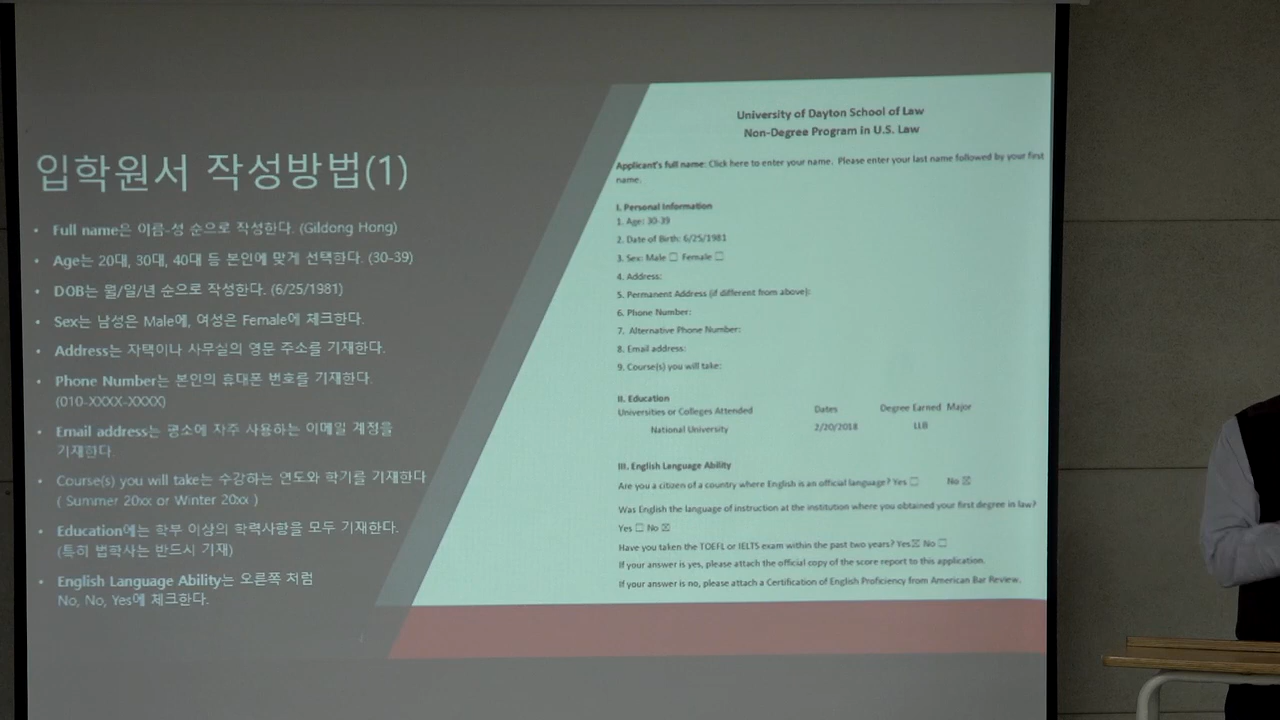 입학원서 작성방법(1)
• Full name은 이름-성 순으로 작성한다. (Gildong Hong)
• Age는 20대, 30대, 40대 등 본인에 맞게 선택한다. (30-39)
• DOB는 월/일/년 순으로 작성한다. (6/25/1981)
• Sex는 남성은 Male에, 여성은 Female에 체크한다.
• Address는 자택이나 사무실의 영문 주소를 기재한다.
• Phone Number는 본인의 휴대폰 번호를 기재한다.
(010-XXXX-XXXX)
• Email address는 평소에 자주 사용하는 이메일 계정을
기재한다.
• Course(s) you will take는 수강하는 연도와 학기를 기재한다
( Summer 20xx or Winter 20xx )
• Education에는 학부 이상의 학력사항을 모두 기재한다.
(특히 법학사는 반드시 기재)
• English Language Ability는 오른쪽 처럼
No, No, Yes에 체크한다.
University of Dayton School of Law
Non-Degree Program in U.S. Law
Applicant's full name: Click here to enter your name. Please enter your last name followed by your first
name.
I. Personal Information
1. Age: 30-39
2. Date of Birth: 6/25/1981
3. Sex: Male ☐ Female ☐
4. Address:
5. Permanent Address (if different from above):
6. Phone Number:
7. Alternative Phone Number:
8. Email address:
9. Course(s) you will take:
II. Education
Universities or Colleges Attended Dates Degree Earned Major
National University 2/20/2018 LLB
III. English Language Ability
Are you a citizen of a country where English is an official language? Yes ☐ No ☒
Was English the language of instruction at the institution where you obtained your first degree in law?
Yes ☐ No ☒
Have you taken the TOEFL or IELTS exam within the past two years? Yes☒ No ☐
If your answer is yes, please attach the official copy of the score report to this application.
If your answer is no, please attach a Certification of English Proficiency from American Bar Review.